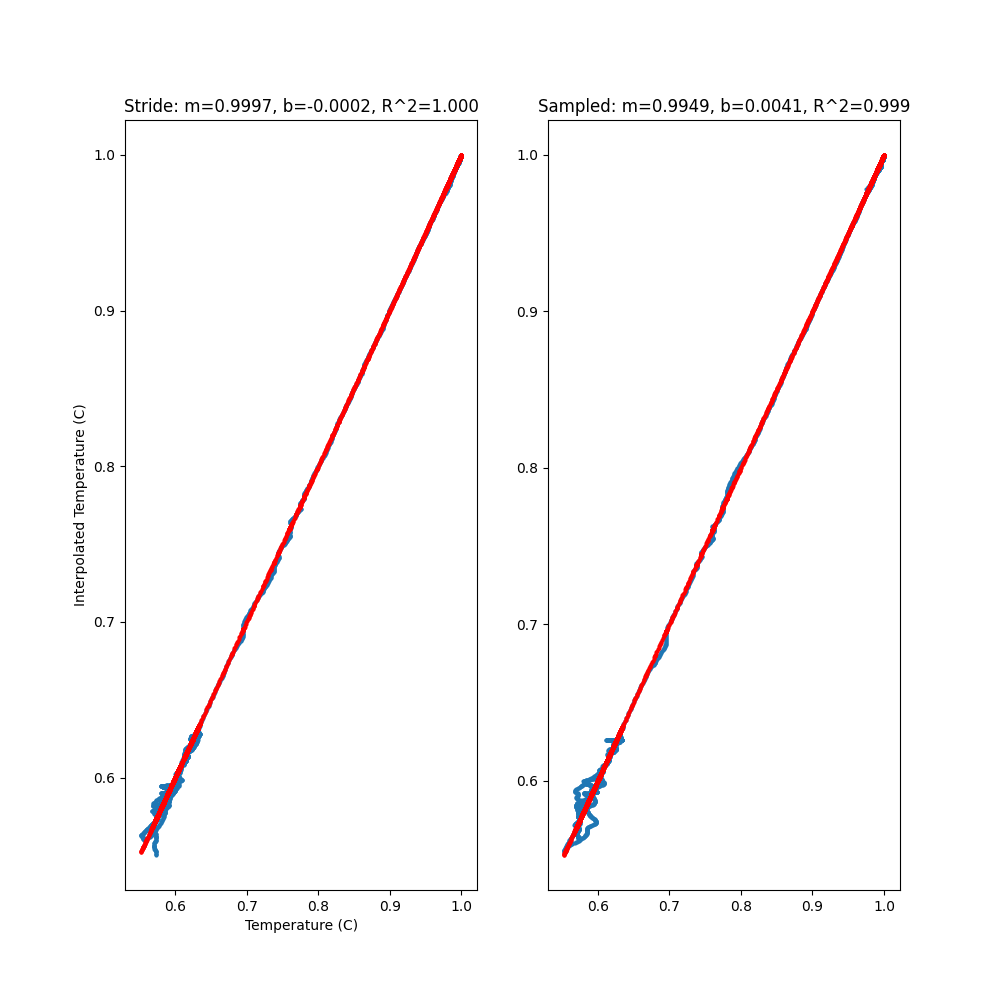 Stride: m=0.9997, b=-0.0002, R^2=1.000
Sampled: m=0.9949, b=0.0041, R^2=0.999
Interpolated Temperature (C)
1.0
0.9
0.8
0.7
0.6
0.6 0.7 0.8 0.9 1.0
Temperature (C)
1.0
0.9
0.8
0.7
0.6
0.6 0.7 0.8 0.9 1.0